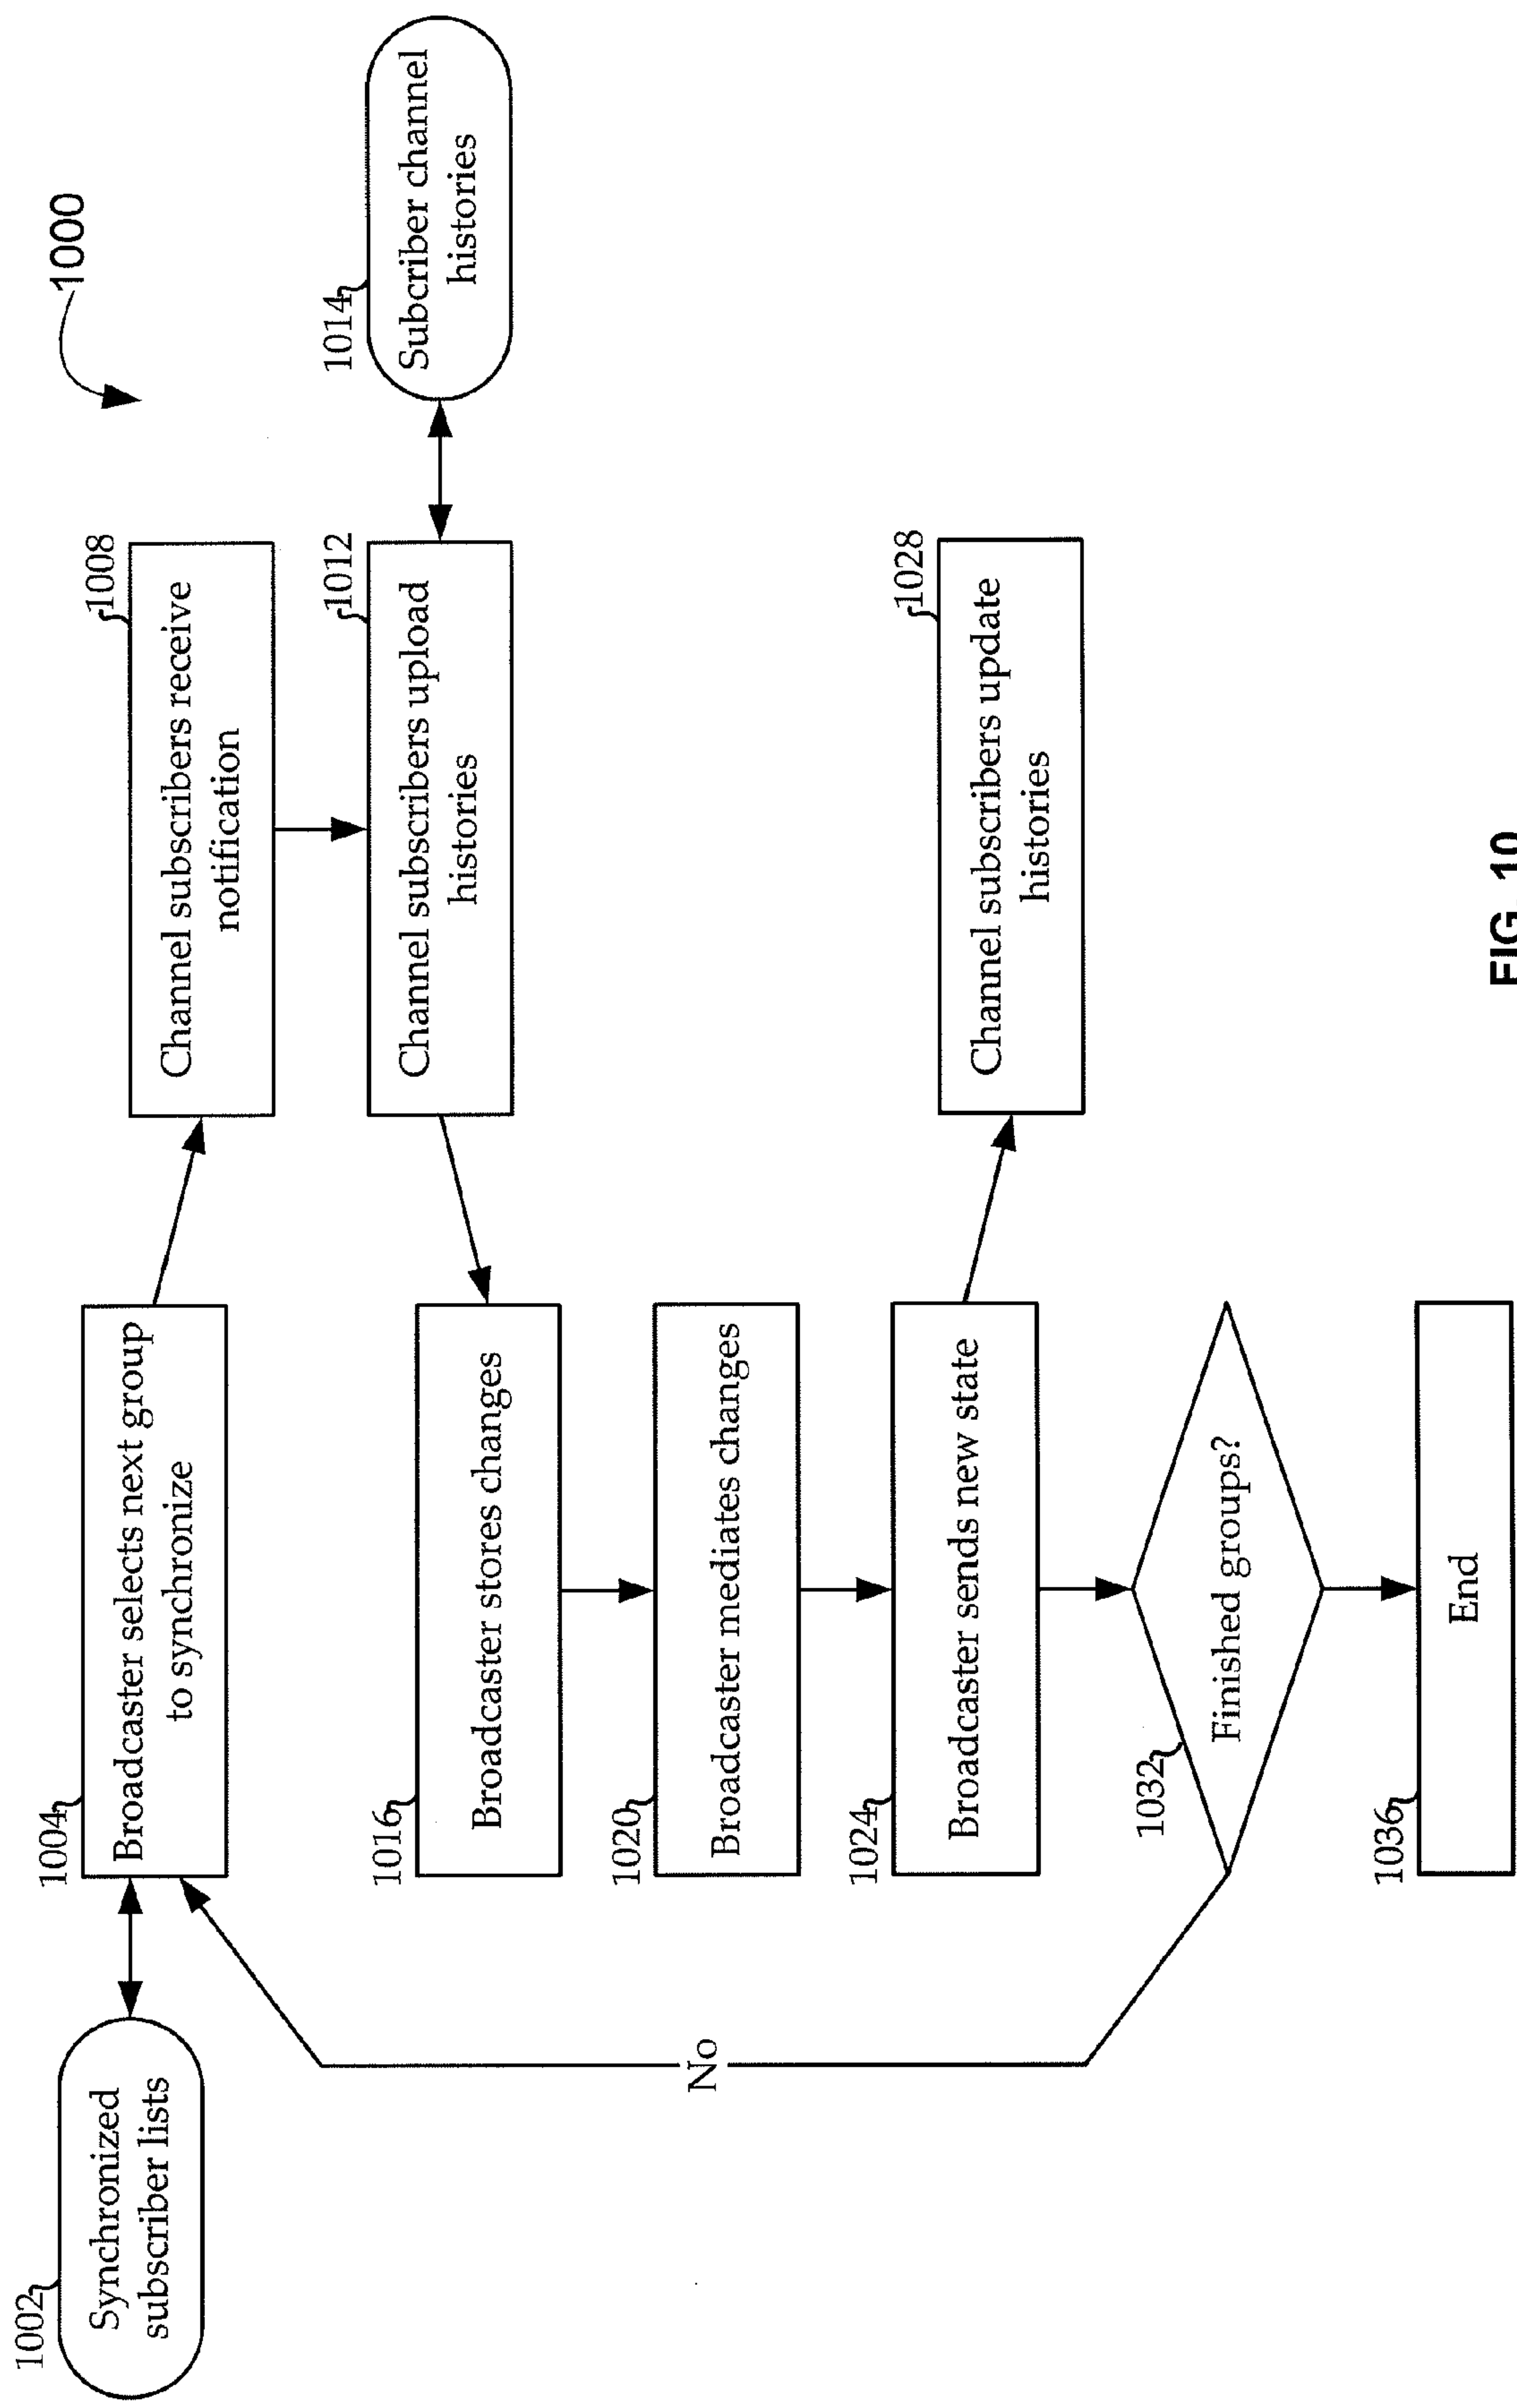 1000
1002
Synchronized
subscriber lists
1004
Broadcaster selects next group
to synchronize
1008
Channel subscribers receive
notification
1012
Channel subscribers upload
histories
1014
Subcriber channel
histories
1016
Broadcaster stores changes
1020
Broadcaster mediates changes
1024
Broadcaster sends new state
1028
Channel subscribers update
histories
1032
Finished groups?
No
1036
End
FIG. 10